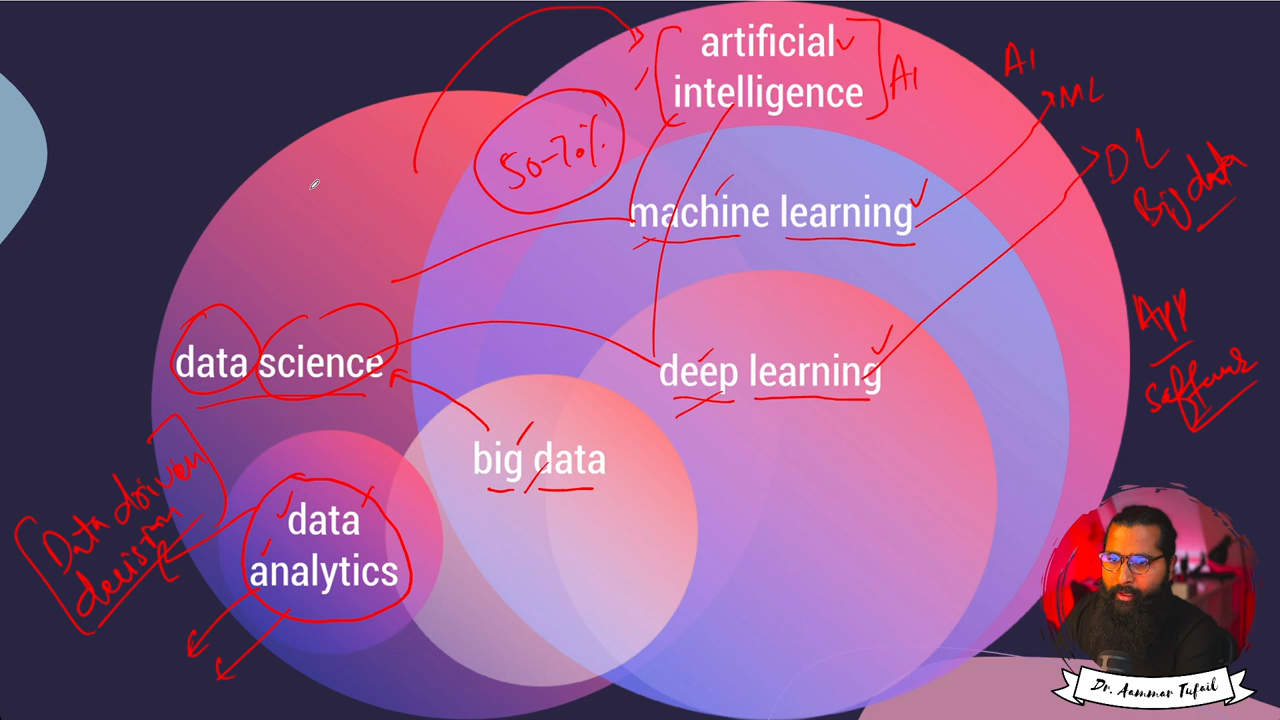 artificial
intelligence
AI
AI
ML
DL
Big data
50-70%
machine learning
App
data science
deep learning
big data
Data driven
decision
data
analytics
Dr. Aammar Tufail